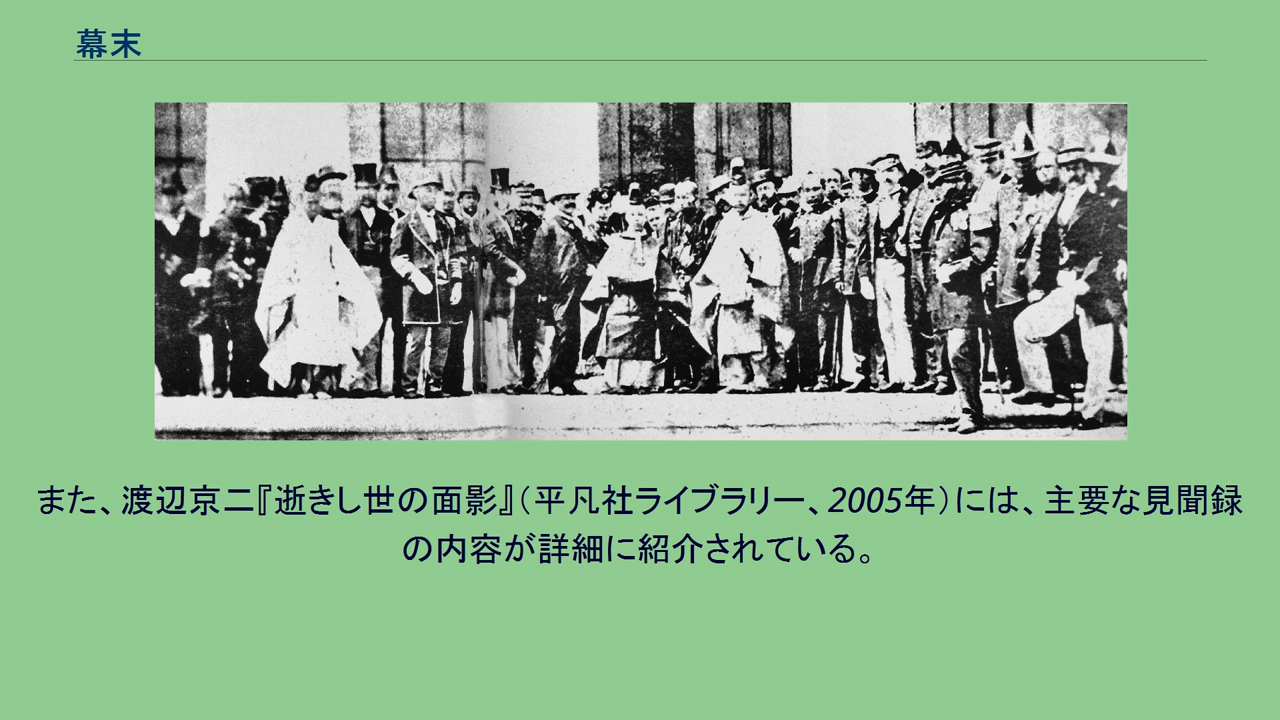 幕末
また、渡辺京二『逝きし世の面影』（平凡社ライブラリー、2005年）には、主要な見聞録
の内容が詳細に紹介されている。